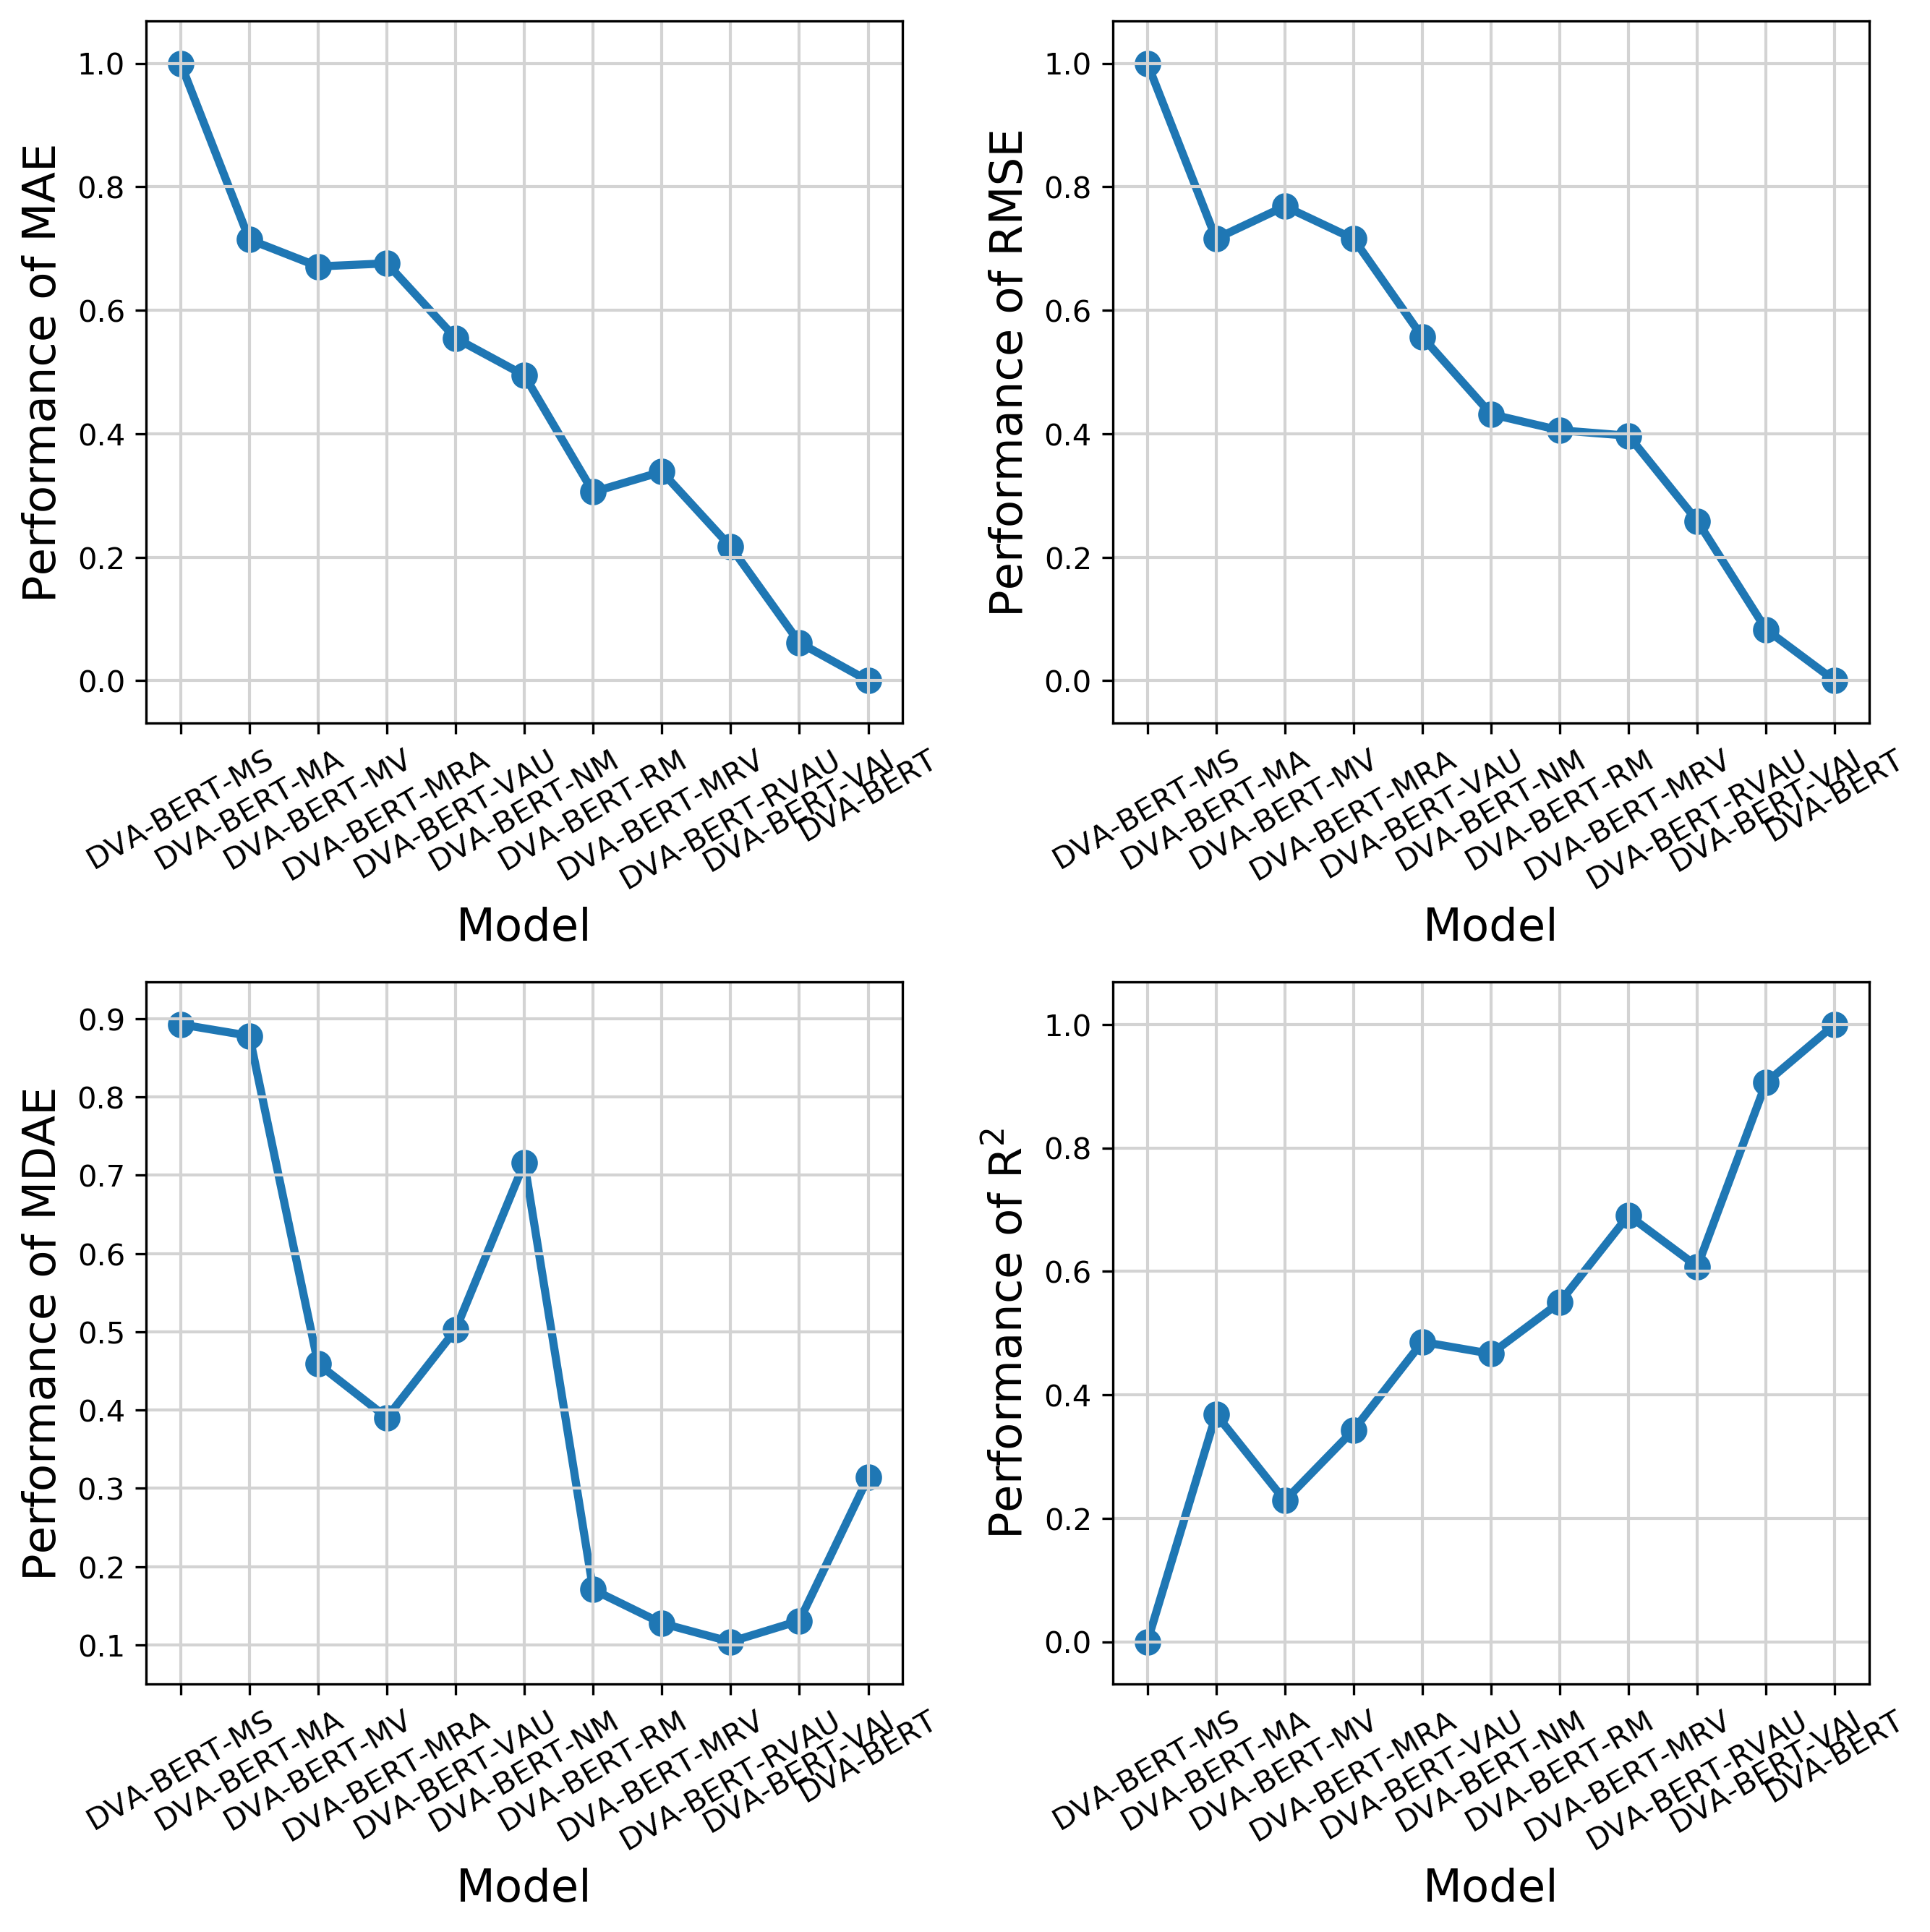 Performance of MAE
1.0
0.8
0.6
0.4
0.2
0.0
DVA-BERT-MS
DVA-BERT-MA
DVA-BERT-MV
DVA-BERT-MRA
DVA-BERT-VAU
DVA-BERT-NM
DVA-BERT-RM
DVA-BERT-MRV
DVA-BERT-RVAU
DVA-BERT-VAI
DVA-BERT
Model
Performance of RMSE
1.0
0.8
0.6
0.4
0.2
0.0
DVA-BERT-MS
DVA-BERT-MA
DVA-BERT-MV
DVA-BERT-MRA
DVA-BERT-VAU
DVA-BERT-NM
DVA-BERT-RM
DVA-BERT-MRV
DVA-BERT-RVAU
DVA-BERT-VAI
DVA-BERT
Model
Performance of MDAE
0.9
0.8
0.7
0.6
0.5
0.4
0.3
0.2
0.1
DVA-BERT-MS
DVA-BERT-MA
DVA-BERT-MV
DVA-BERT-MRA
DVA-BERT-VAU
DVA-BERT-NM
DVA-BERT-RM
DVA-BERT-MRV
DVA-BERT-RVAU
DVA-BERT-VAI
DVA-BERT
Model
Performance of R²
1.0
0.8
0.6
0.4
0.2
0.0
DVA-BERT-MS
DVA-BERT-MA
DVA-BERT-MV
DVA-BERT-MRA
DVA-BERT-VAU
DVA-BERT-NM
DVA-BERT-RM
DVA-BERT-MRV
DVA-BERT-RVAU
DVA-BERT-VAI
DVA-BERT
Model